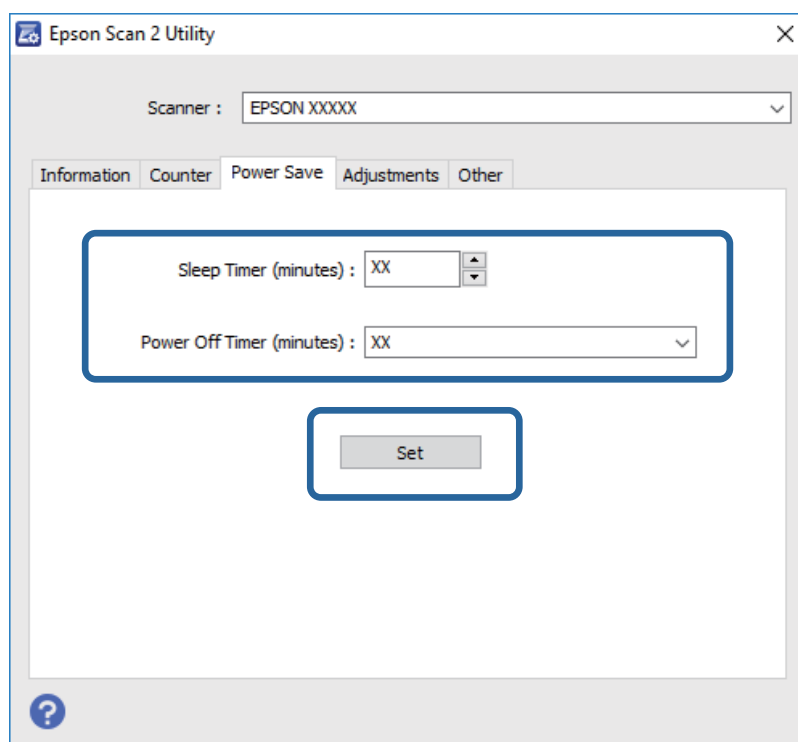 Epson Scan 2 Utility
Scanner : EPSON XXXXX
Information Counter Power Save Adjustments Other
Sleep Timer (minutes) : XX
Power Off Timer (minutes) : XX
Set
?